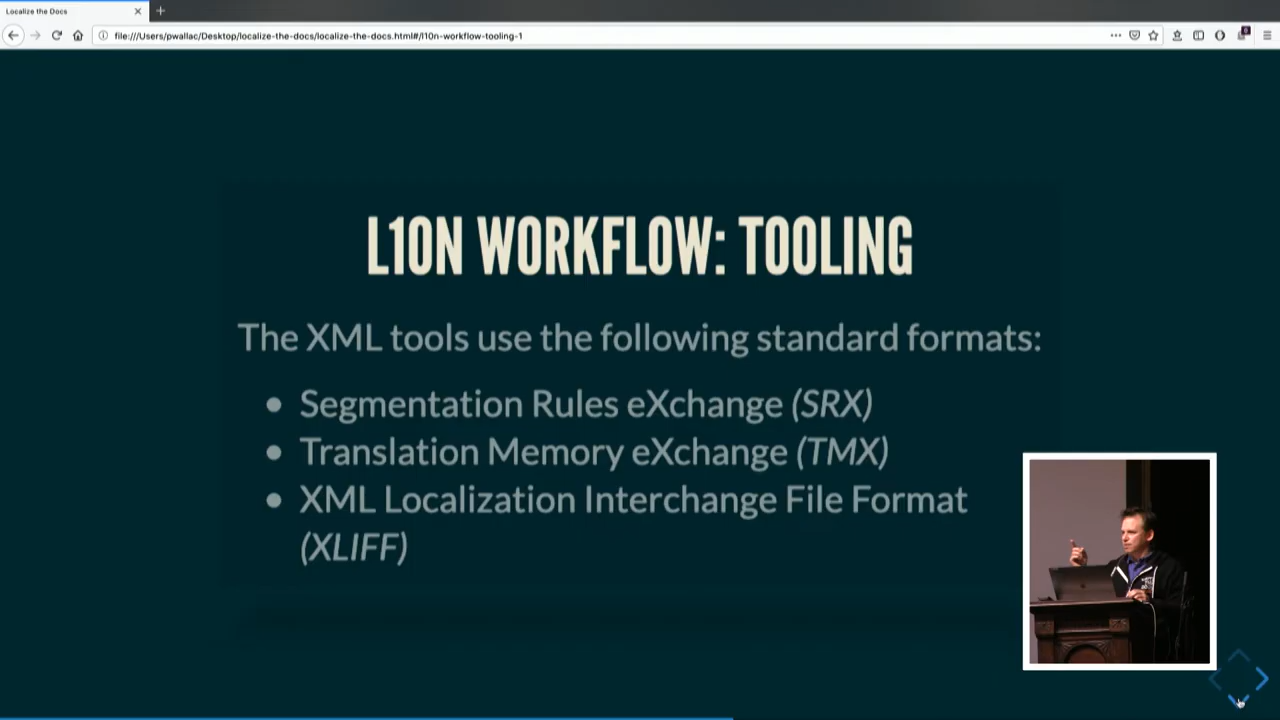 Localize the Docs
file:///Users/pwallac/Desktop/localize-the-docs/localize-the-docs.html#/l10n-workflow-tooling-1
L10N WORKFLOW: TOOLING
The XML tools use the following standard formats:
Segmentation Rules eXchange (SRX)
Translation Memory eXchange (TMX)
XML Localization Interchange File Format
(XLIFF)